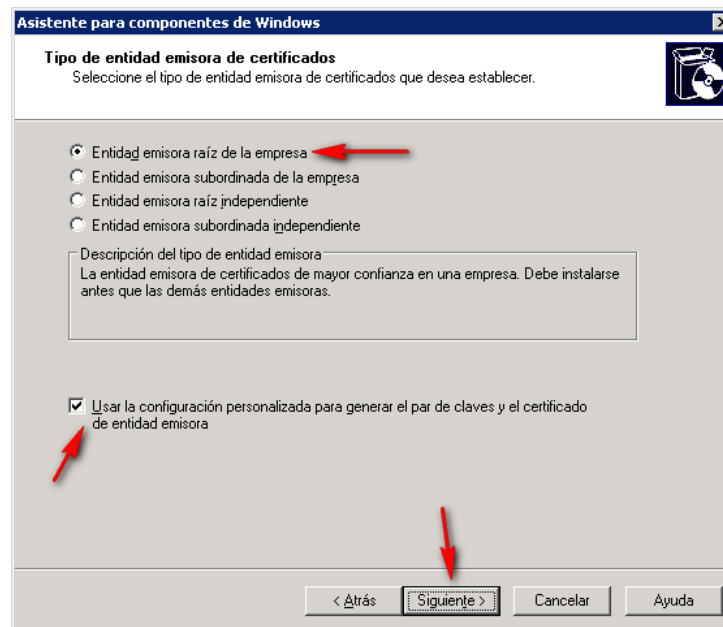 Asistente para componentes de Windows
Tipo de entidad emisora de certificados
Seleccione el tipo de entidad emisora de certificados que desea establecer.
Entidad emisora raíz de la empresa
Entidad emisora subordinada de la empresa
Entidad emisora raíz independiente
Entidad emisora subordinada independiente
Descripción del tipo de entidad emisora
La entidad emisora de certificados de mayor confianza en una empresa. Debe instalarse
antes que las demás entidades emisoras.
Usar la configuración personalizada para generar el par de claves y el certificado
de entidad emisora
< Atrás Siguiente > Cancelar Ayuda